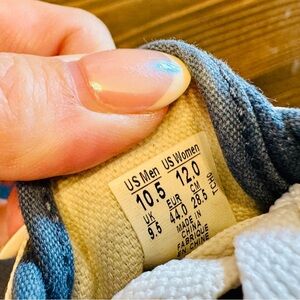 US Men US Women
10.5 12.0
UK EUR CM
9.5 44.0 28.5
MADE IN
CHINA
FABRIQUE
EN CHINE